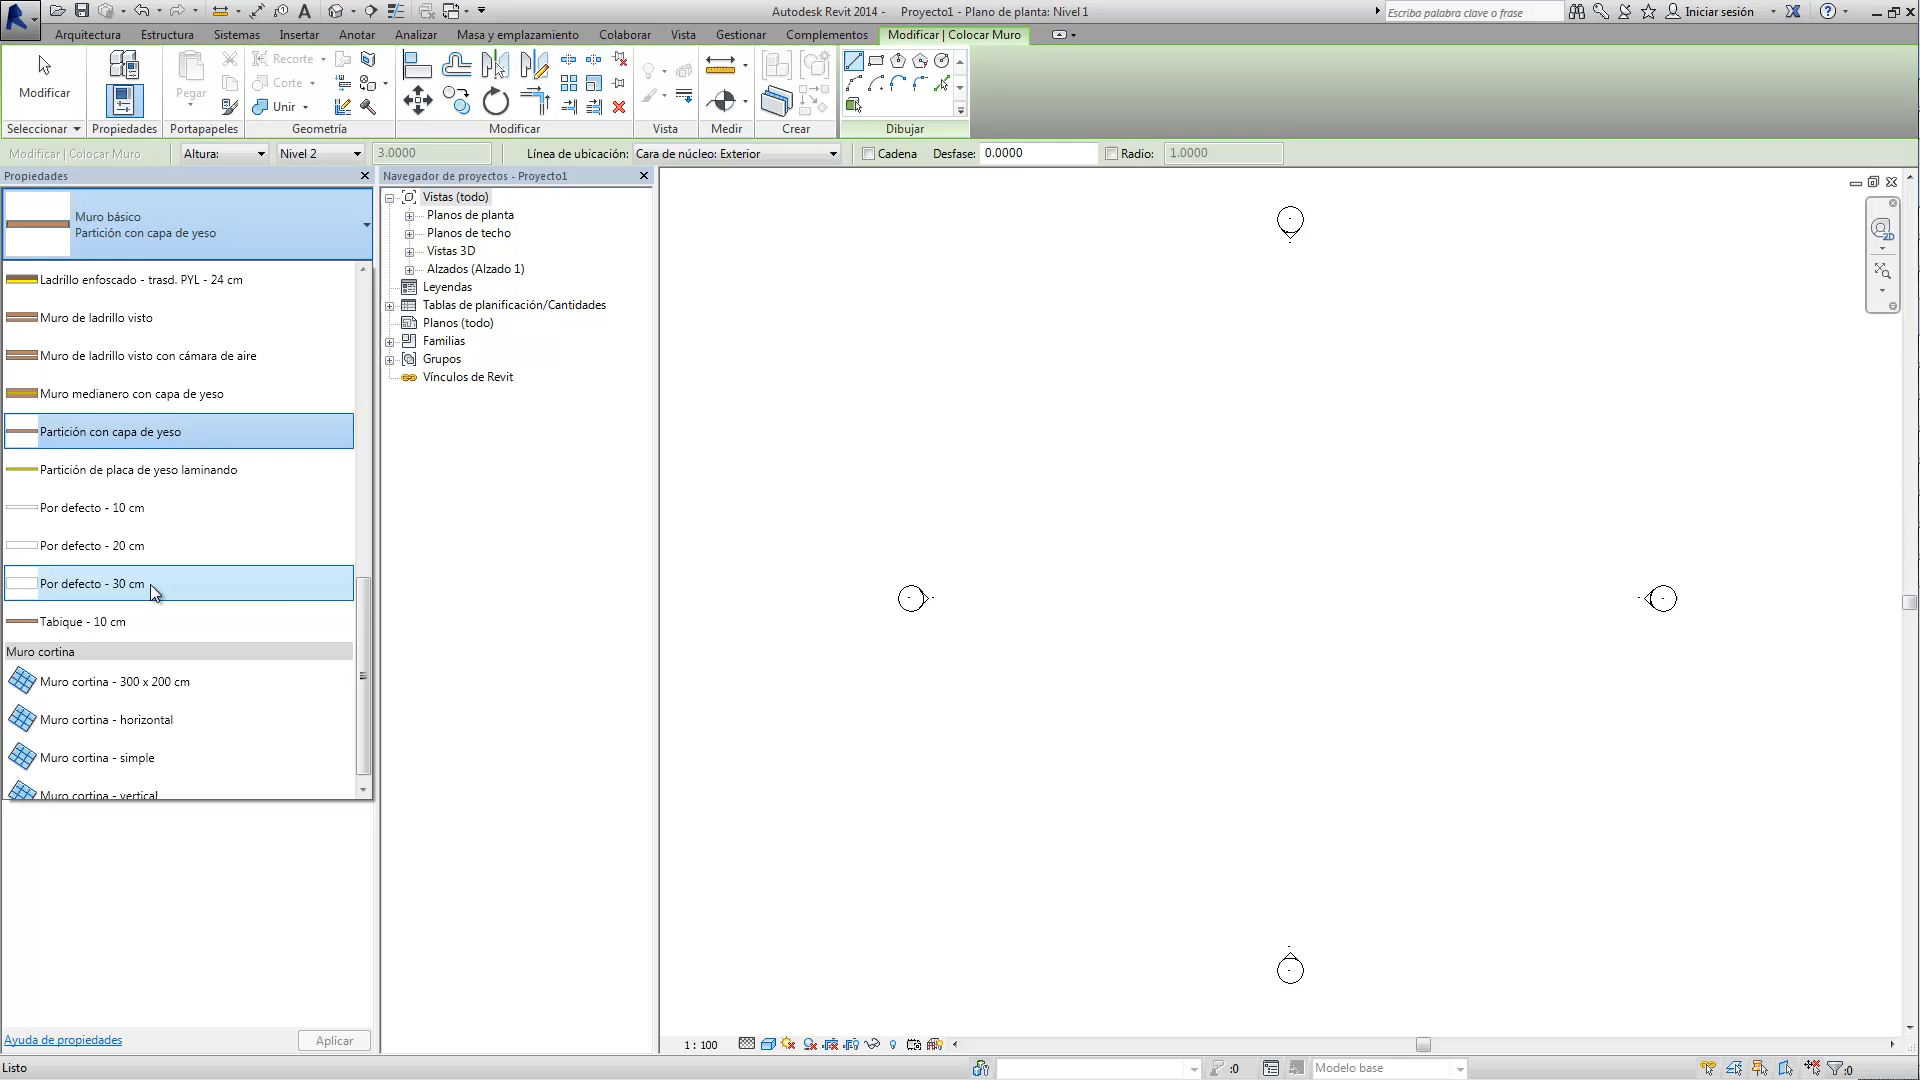 Autodesk Revit 2014 - Proyecto1 - Plano de planta: Nivel 1
Escriba palabra clave o frase
Iniciar sesión
Arquitectura Estructura Sistemas Insertar Anotar Analizar Masa y emplazamiento Colaborar Vista Gestionar Complementos Modificar | Colocar Muro
Modificar
Pegar
Recorte
Corte
Unir
Seleccionar Propiedades Portapapeles Geometría Modificar Vista Medir Crear Dibujar
Modificar | Colocar Muro Altura: Nivel 2 3.0000 Línea de ubicación: Cara de núcleo: Exterior Cadena Desfase: 0.0000 Radio: 1.0000
Propiedades
Muro básico
Partición con capa de yeso
Ladrillo enfoscado - trasd. PYL - 24 cm
Muro de ladrillo visto
Muro de ladrillo visto con cámara de aire
Muro medianero con capa de yeso
Partición con capa de yeso
Partición de placa de yeso laminando
Por defecto - 10 cm
Por defecto - 20 cm
Por defecto - 30 cm
Tabique - 10 cm
Muro cortina
Muro cortina - 300 x 200 cm
Muro cortina - horizontal
Muro cortina - simple
Muro cortina - vertical
Ayuda de propiedades
Aplicar
Navegador de proyectos - Proyecto1
Vistas (todo)
Planos de planta
Planos de techo
Vistas 3D
Alzados (Alzado 1)
Leyendas
Tablas de planificación/Cantidades
Planos (todo)
Familias
Grupos
Vínculos de Revit
2D
1 : 100
Listo
:0
Modelo base
:0